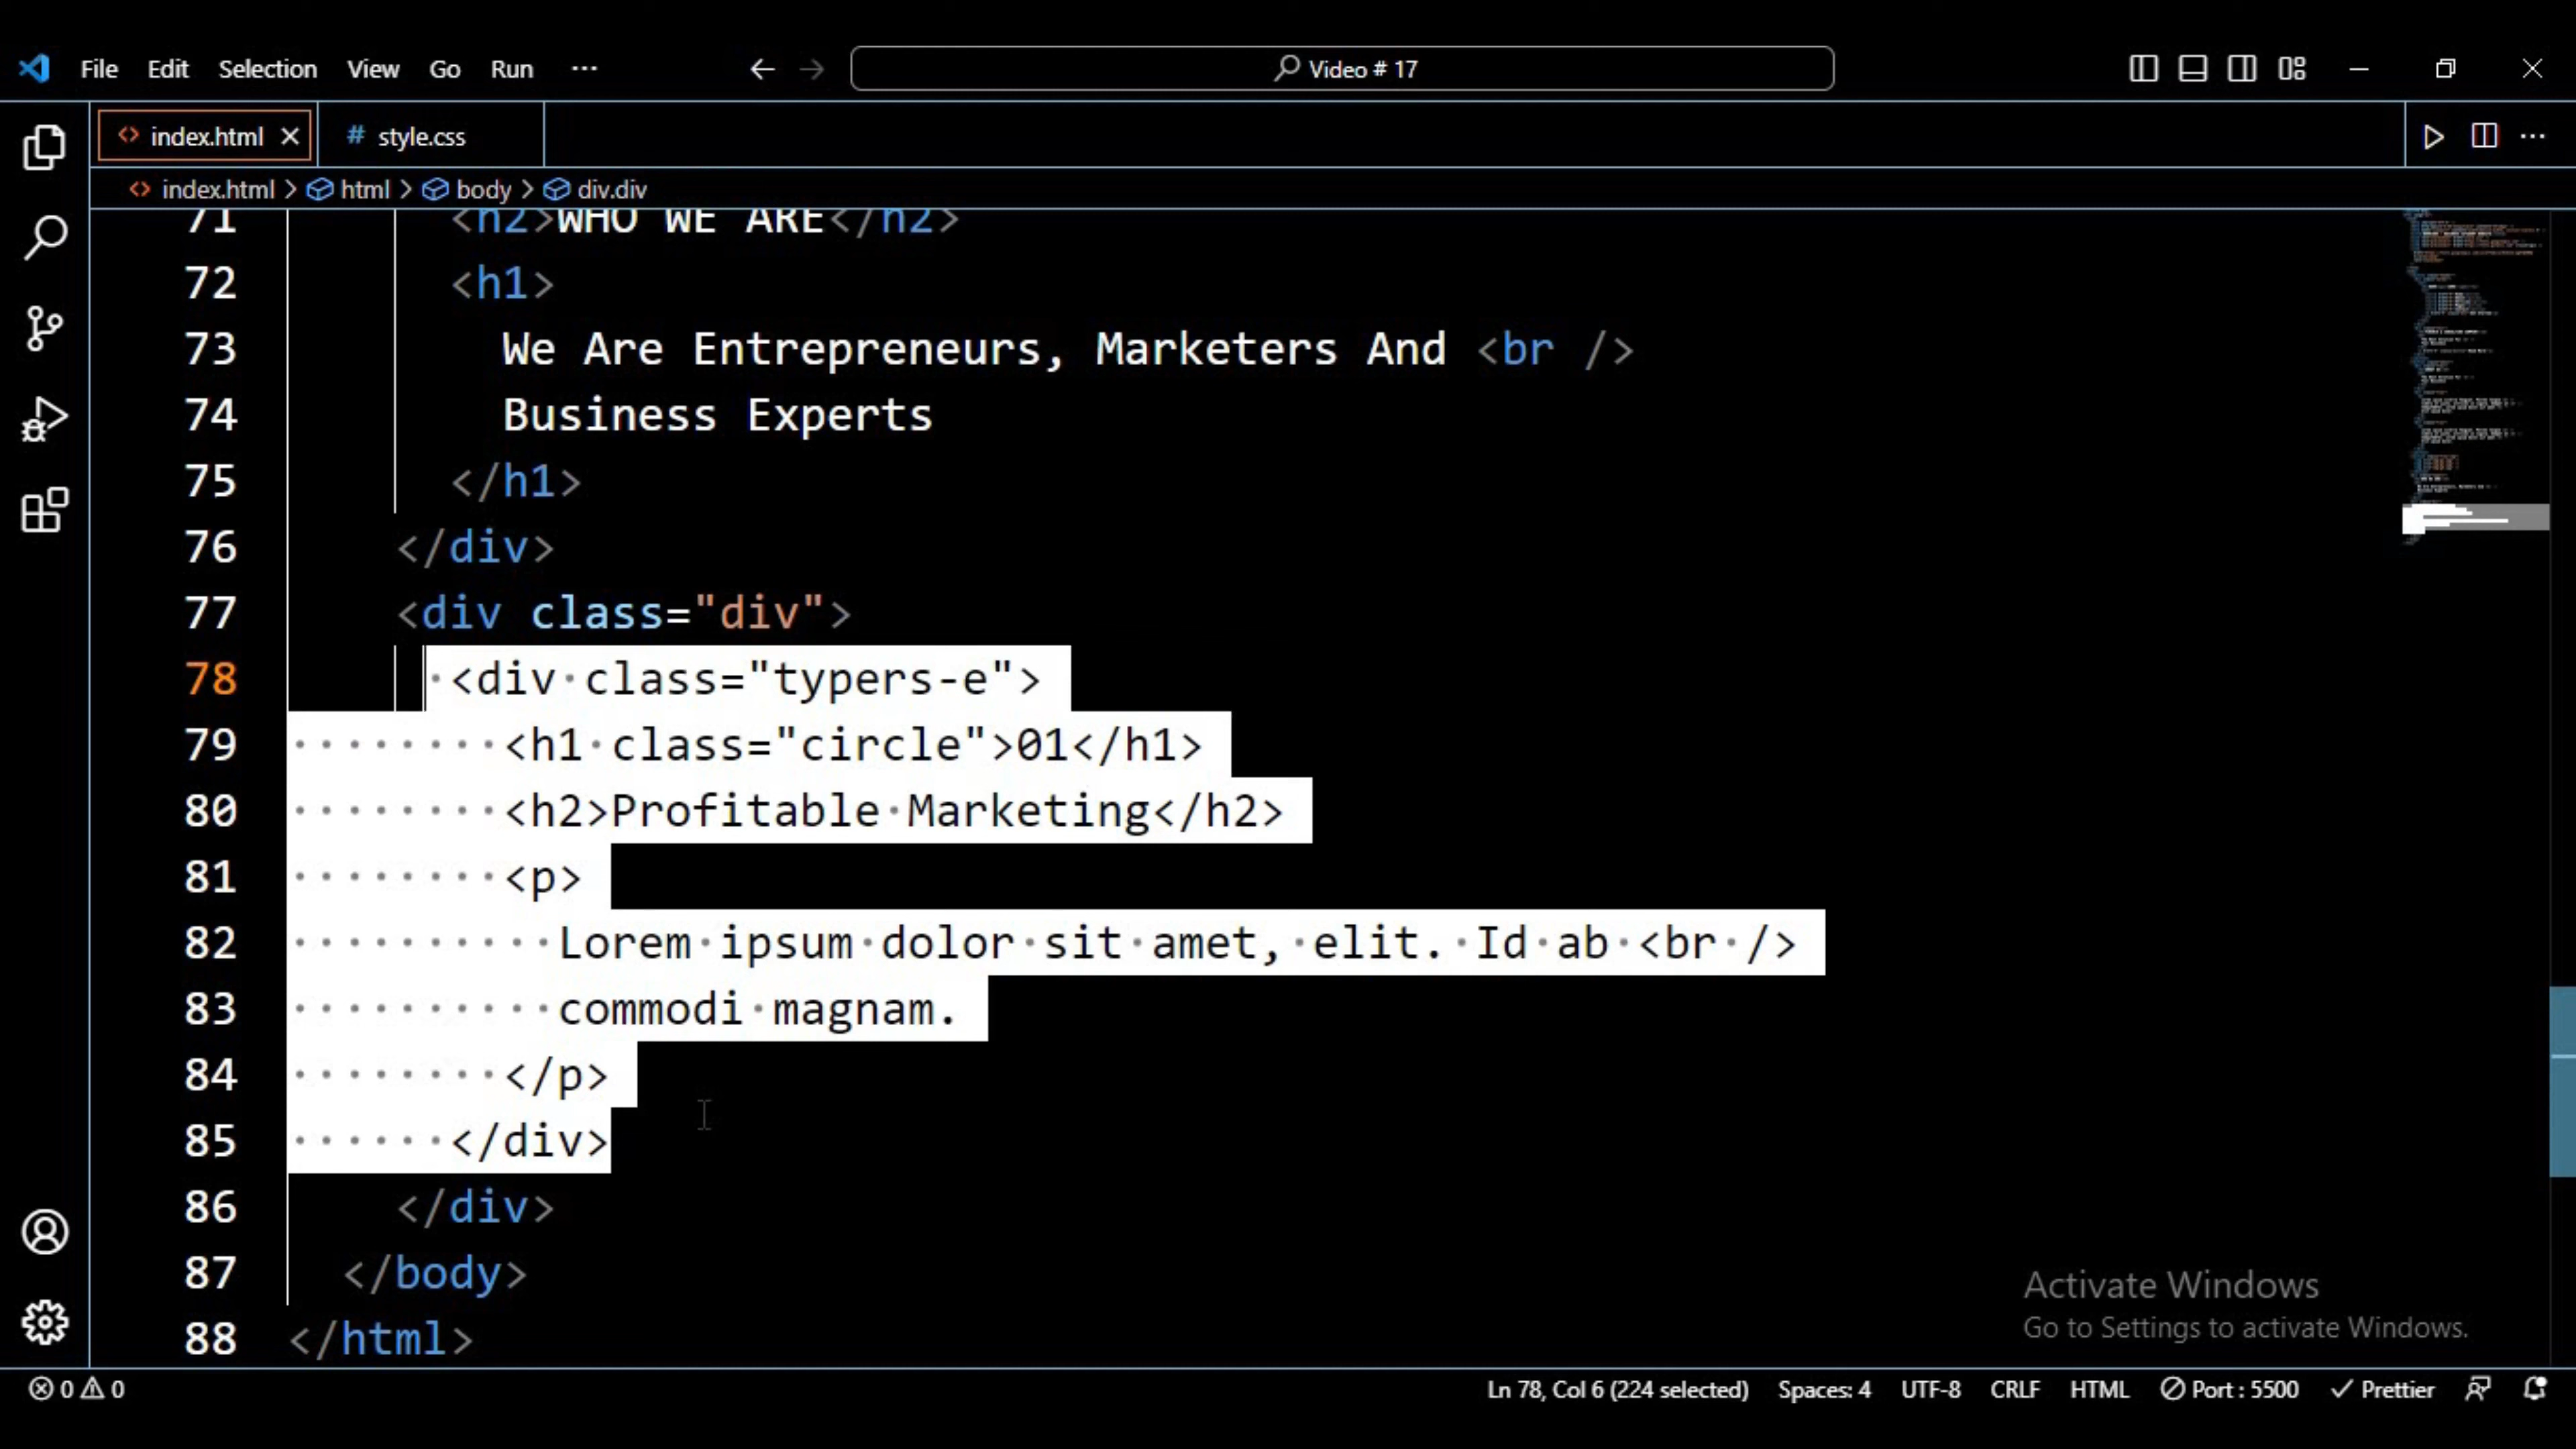 File Edit Selection View Go Run ··· Video # 17
index.html style.css
index.html > html > body > div.div
71 <h2>WHO WE ARE</h2>
72 <h1>
73 We Are Entrepreneurs, Marketers And <br />
74 Business Experts
75 </h1>
76 </div>
77 <div class="div">
78 <div class="typers-e">
79 <h1 class="circle">01</h1>
80 <h2>Profitable Marketing</h2>
81 <p>
82 Lorem ipsum dolor sit amet, elit. Id ab <br />
83 commodi magnam.
84 </p>
85 </div>
86 </div>
87 </body>
88 </html>
Activate Windows
Go to Settings to activate Windows.
0 0 Ln 78, Col 6 (224 selected) Spaces: 4 UTF-8 CRLF HTML Port : 5500 Prettier